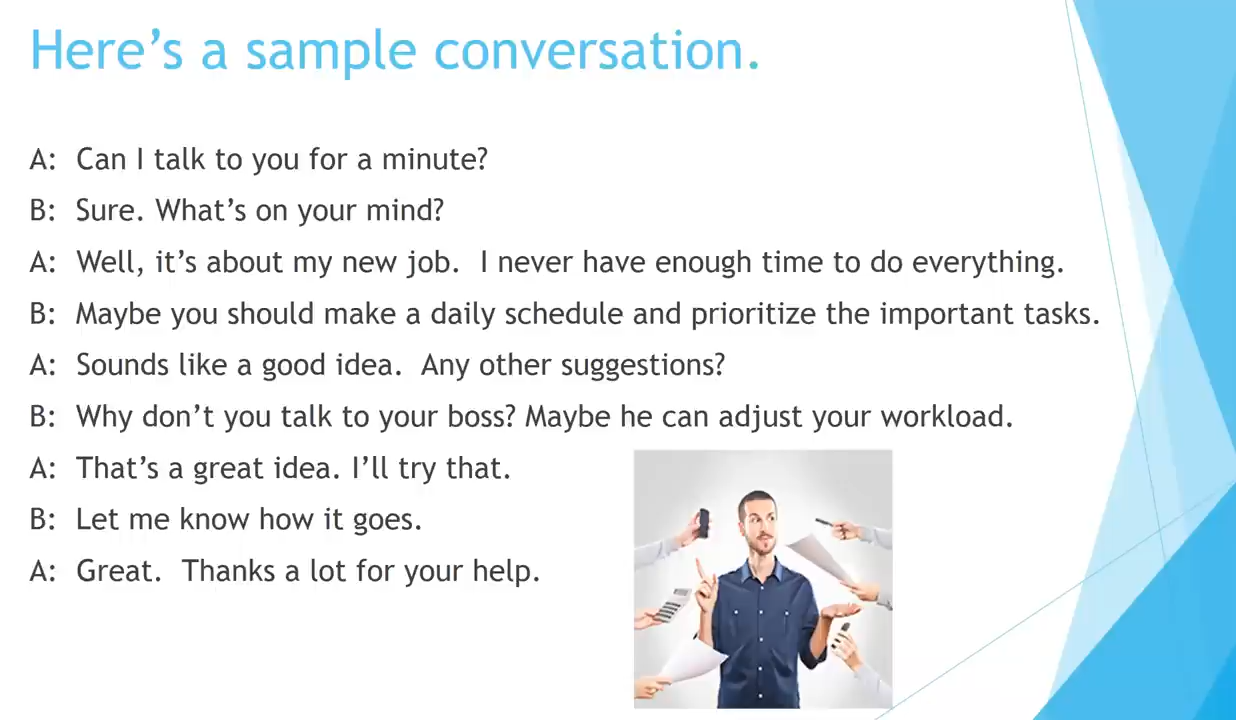 Here’s a sample conversation.
A: Can I talk to you for a minute?
B: Sure. What’s on your mind?
A: Well, it’s about my new job. I never have enough time to do everything.
B: Maybe you should make a daily schedule and prioritize the important tasks.
A: Sounds like a good idea. Any other suggestions?
B: Why don’t you talk to your boss? Maybe he can adjust your workload.
A: That’s a great idea. I’ll try that.
B: Let me know how it goes.
A: Great. Thanks a lot for your help.